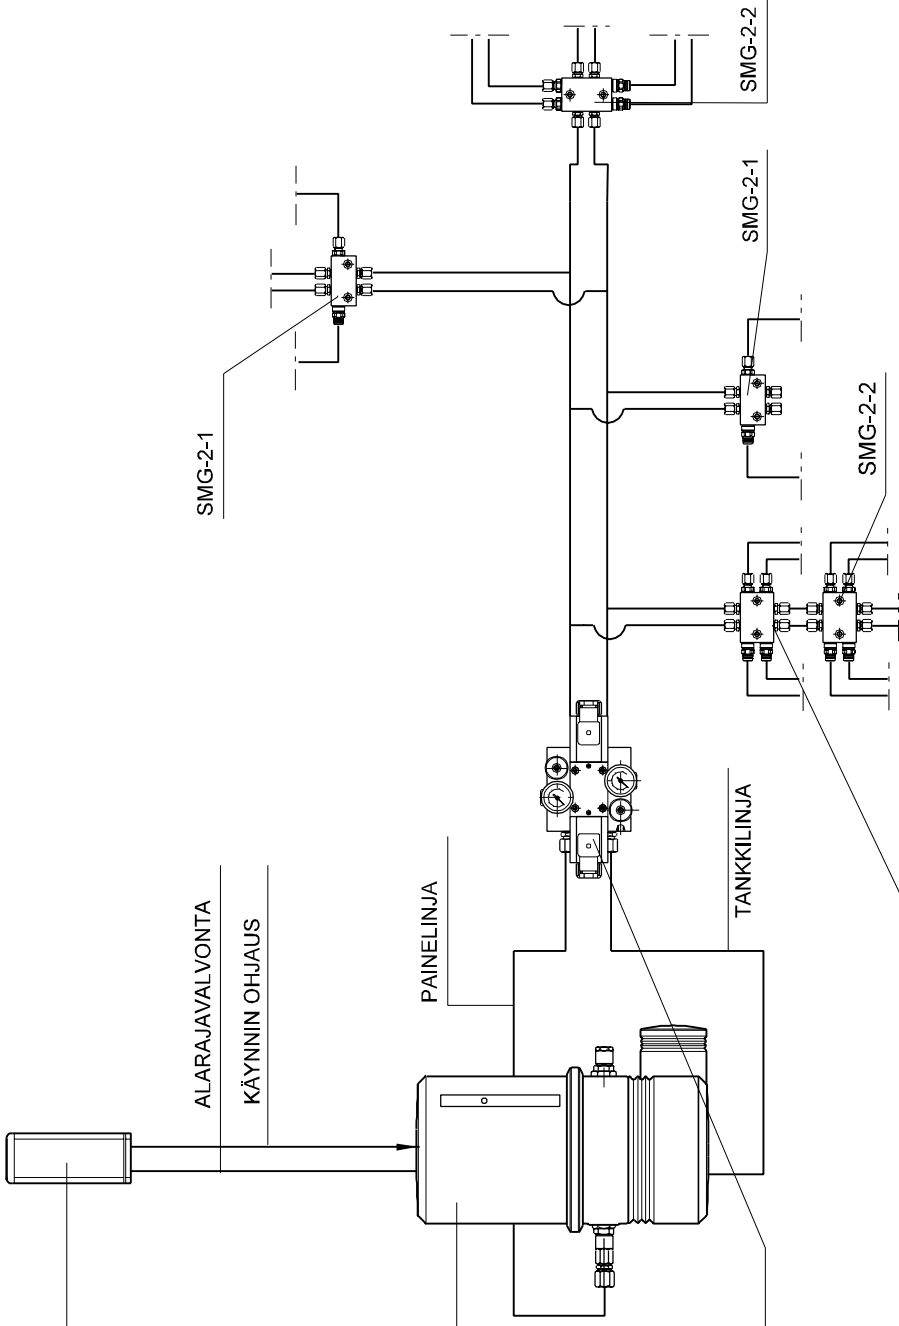 SMG-2-2
SMG-2-1
SMG-2-1
SMG-2-2
ALARAJAVALVONTA
KÄYNNIN OHJAUS
PAINELINJA
TANKKILINJA